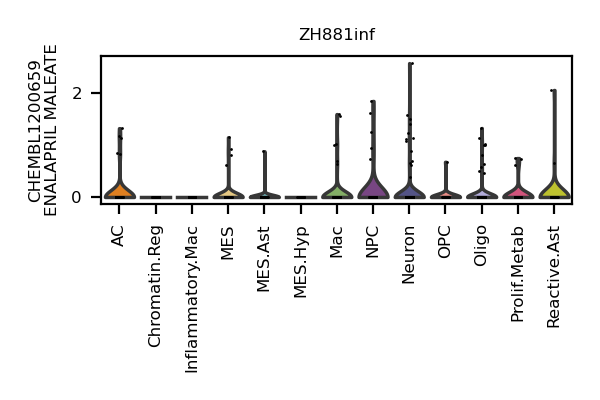 ZH881inf
CHEMBL1200659
ENALAPRIL MALEATE
2
0
AC
Chromatin.Reg
Inflammatory.Mac
MES
MES.Ast
MES.Hyp
Mac
NPC
Neuron
OPC
Oligo
Prolif.Metab
Reactive.Ast